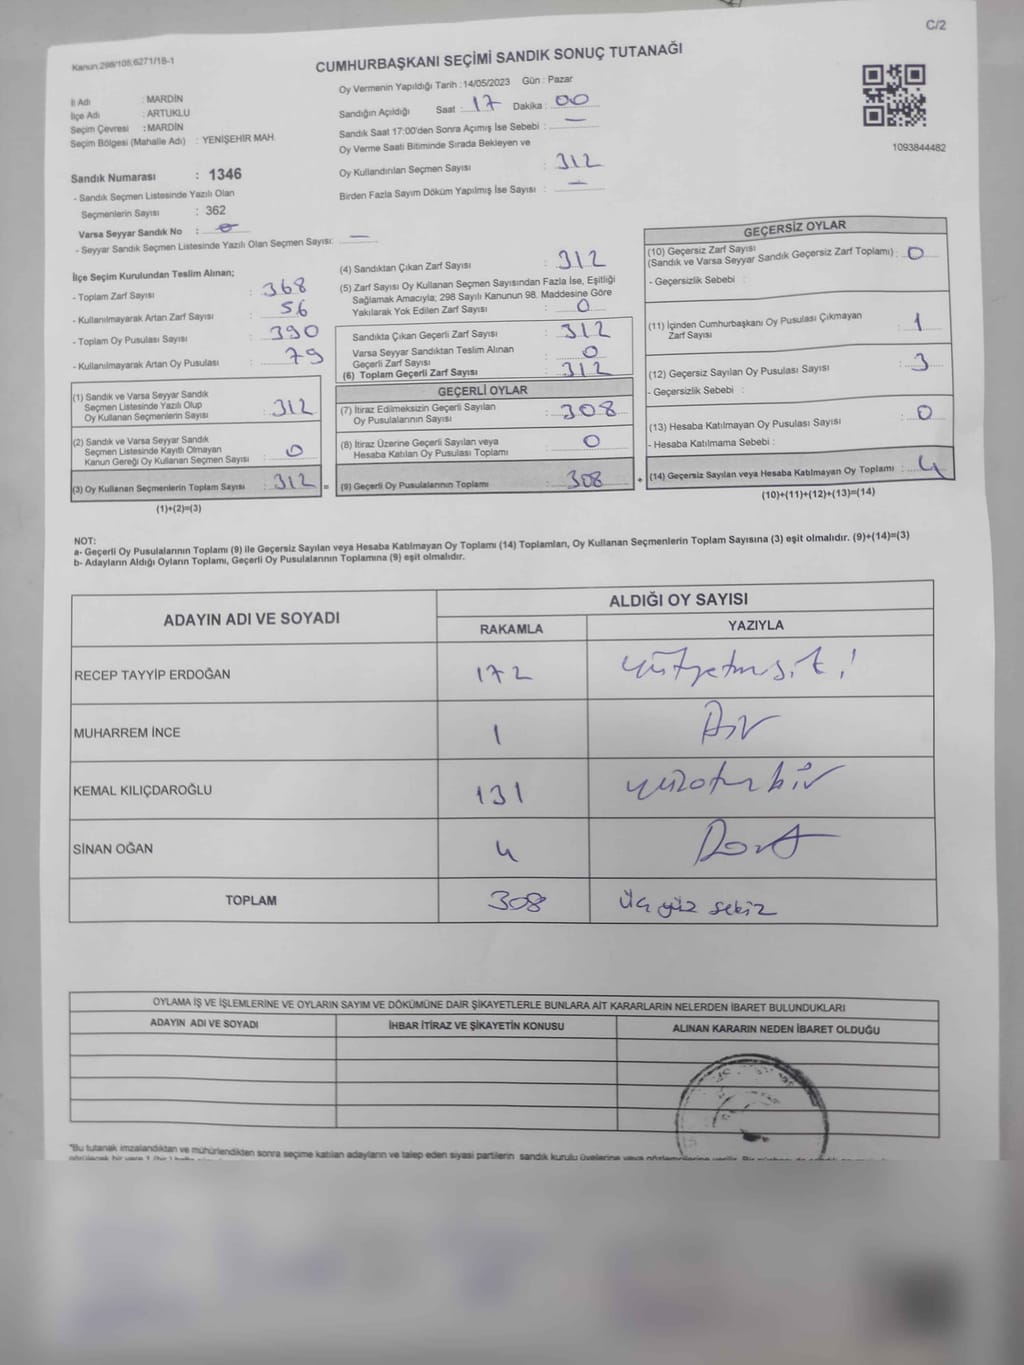 C/2
Kanun:298/105,6271/18-1
CUMHURBAŞKANI SEÇİMİ SANDIK SONUÇ TUTANAĞI
İl Adı : MARDİN
İlçe Adı : ARTUKLU
Seçim Çevresi : MARDİN
Seçim Bölgesi (Mahalle Adı) : YENİŞEHİR MAH.
Sandık Numarası : 1346
- Sandık Seçmen Listesinde Yazılı Olan
Seçmenlerin Sayısı : 362
Varsa Seyyar Sandık No :
- Seyyar Sandık Seçmen Listesinde Yazılı Olan Seçmen Sayısı: —
Oy Vermenin Yapıldığı Tarih :14/05/2023 Gün : Pazar
Sandığın Açıldığı Saat : 17 Dakika : 00
Sandık Saat 17:00'den Sonra Açımış İse Sebebi : —
Oy Verme Saati Bitiminde Sırada Bekleyen ve
Oy Kullandırılan Seçmen Sayısı : 312
Birden Fazla Sayım Döküm Yapılmış İse Sayısı : —
1093844482
İlçe Seçim Kurulundan Teslim Alınan;
- Toplam Zarf Sayısı : 368
- Kullanılmayarak Artan Zarf Sayısı : 56
- Toplam Oy Pusulası Sayısı : 390
- Kullanılmayarak Artan Oy Pusulası : 79
(1) Sandık ve Varsa Seyyar Sandık
Seçmen Listesinde Yazılı Olup
Oy Kullanan Seçmenlerin Sayısı : 312
(2) Sandık ve Varsa Seyyar Sandık
Seçmen Listesinde Kayıtlı Olmayan
Kanun Gereği Oy Kullanan Seçmen Sayısı : 0
(3) Oy Kullanan Seçmenlerin Toplam Sayısı : 312 =
(1)+(2)=(3)
(4) Sandıktan Çıkan Zarf Sayısı : 312
(5) Zarf Sayısı Oy Kullanan Seçmen Sayısından Fazla İse, Eşitliği
Sağlamak Amacıyla; 298 Sayılı Kanunun 98. Maddesine Göre
Yakılarak Yok Edilen Zarf Sayısı : 0
Sandıkta Çıkan Geçerli Zarf Sayısı : 312
Varsa Seyyar Sandıktan Teslim Alınan
Geçerli Zarf Sayısı : 0
(6) Toplam Geçerli Zarf Sayısı : 312
GEÇERLİ OYLAR
(7) İtiraz Edilmeksizin Geçerli Sayılan
Oy Pusulalarının Sayısı : 308
(8) İtiraz Üzerine Geçerli Sayılan veya
Hesaba Katılan Oy Pusulası Toplamı : 0
(9) Geçerli Oy Pusulalarının Toplamı : 308 +
GEÇERSİZ OYLAR
(10) Geçersiz Zarf Sayısı
(Sandık ve Varsa Seyyar Sandık Geçersiz Zarf Toplamı) : 0
- Geçersizlik Sebebi :
(11) İçinden Cumhurbaşkanı Oy Pusulası Çıkmayan
Zarf Sayısı : 1
(12) Geçersiz Sayılan Oy Pusulası Sayısı : 3
- Geçersizlik Sebebi :
(13) Hesaba Katılmayan Oy Pusulası Sayısı : 0
- Hesaba Katılmama Sebebi :
(14) Geçersiz Sayılan veya Hesaba Katılmayan Oy Toplamı : 4
(10)+(11)+(12)+(13)=(14)
NOT:
a- Geçerli Oy Pusulalarının Toplamı (9) ile Geçersiz Sayılan veya Hesaba Katılmayan Oy Toplamı (14) Toplamları, Oy Kullanan Seçmenlerin Toplam Sayısına (3) eşit olmalıdır. (9)+(14)=(3)
b- Adayların Aldığı Oyların Toplamı, Geçerli Oy Pusulalarının Toplamına (9) eşit olmalıdır.
ADAYIN ADI VE SOYADI ALDIĞI OY SAYISI
RAKAMLA YAZIYLA
RECEP TAYYİP ERDOĞAN 172 yüzyetmişiki
MUHARREM İNCE 1 Bir
KEMAL KILIÇDAROĞLU 131 yüzotuzbir
SİNAN OĞAN 4 Dört
TOPLAM 308 üçyüz sekiz
OYLAMA İŞ VE İŞLEMLERİNE VE OYLARIN SAYIM VE DÖKÜMÜNE DAİR ŞİKAYETLERLE BUNLARA AİT KARARLARIN NELERDEN İBARET BULUNDUKLARI
ADAYIN ADI VE SOYADI İHBAR İTİRAZ VE ŞİKAYETİN KONUSU ALINAN KARARIN NEDEN İBARET OLDUĞU
*Bu tutanak imzalandıktan ve mühürlendikten sonra seçime katılan adayların ve talep eden siyasi partilerin sandık kurulu üyelerine veya gözlemcilerine verilir. Bir